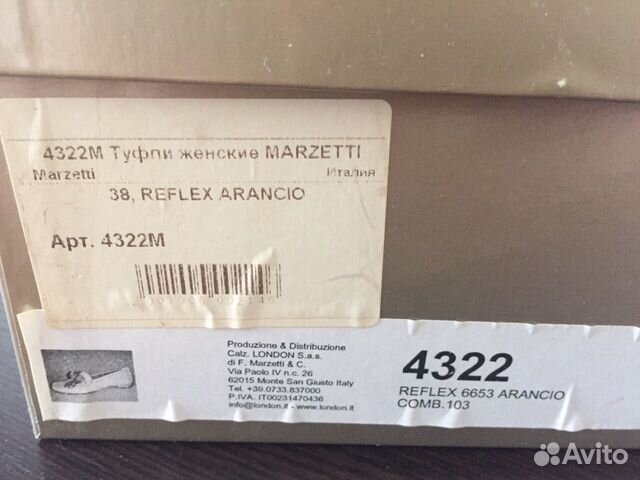 4322М Туфли женские MARZETTI
Marzetti Италия
38, REFLEX ARANCIO
Арт. 4322М
Produzione & Distribuzione
Calz. LONDON S.a.s.
di F. Marzetti & C.
Via Paolo IV n.c. 26
62015 Monte San Giusto Italy
Tel. +39.0733.837000
P.IVA. IT00231470436
info@london.it - www.london.it
4322
REFLEX 6653 ARANCIO
COMB.103
Avito